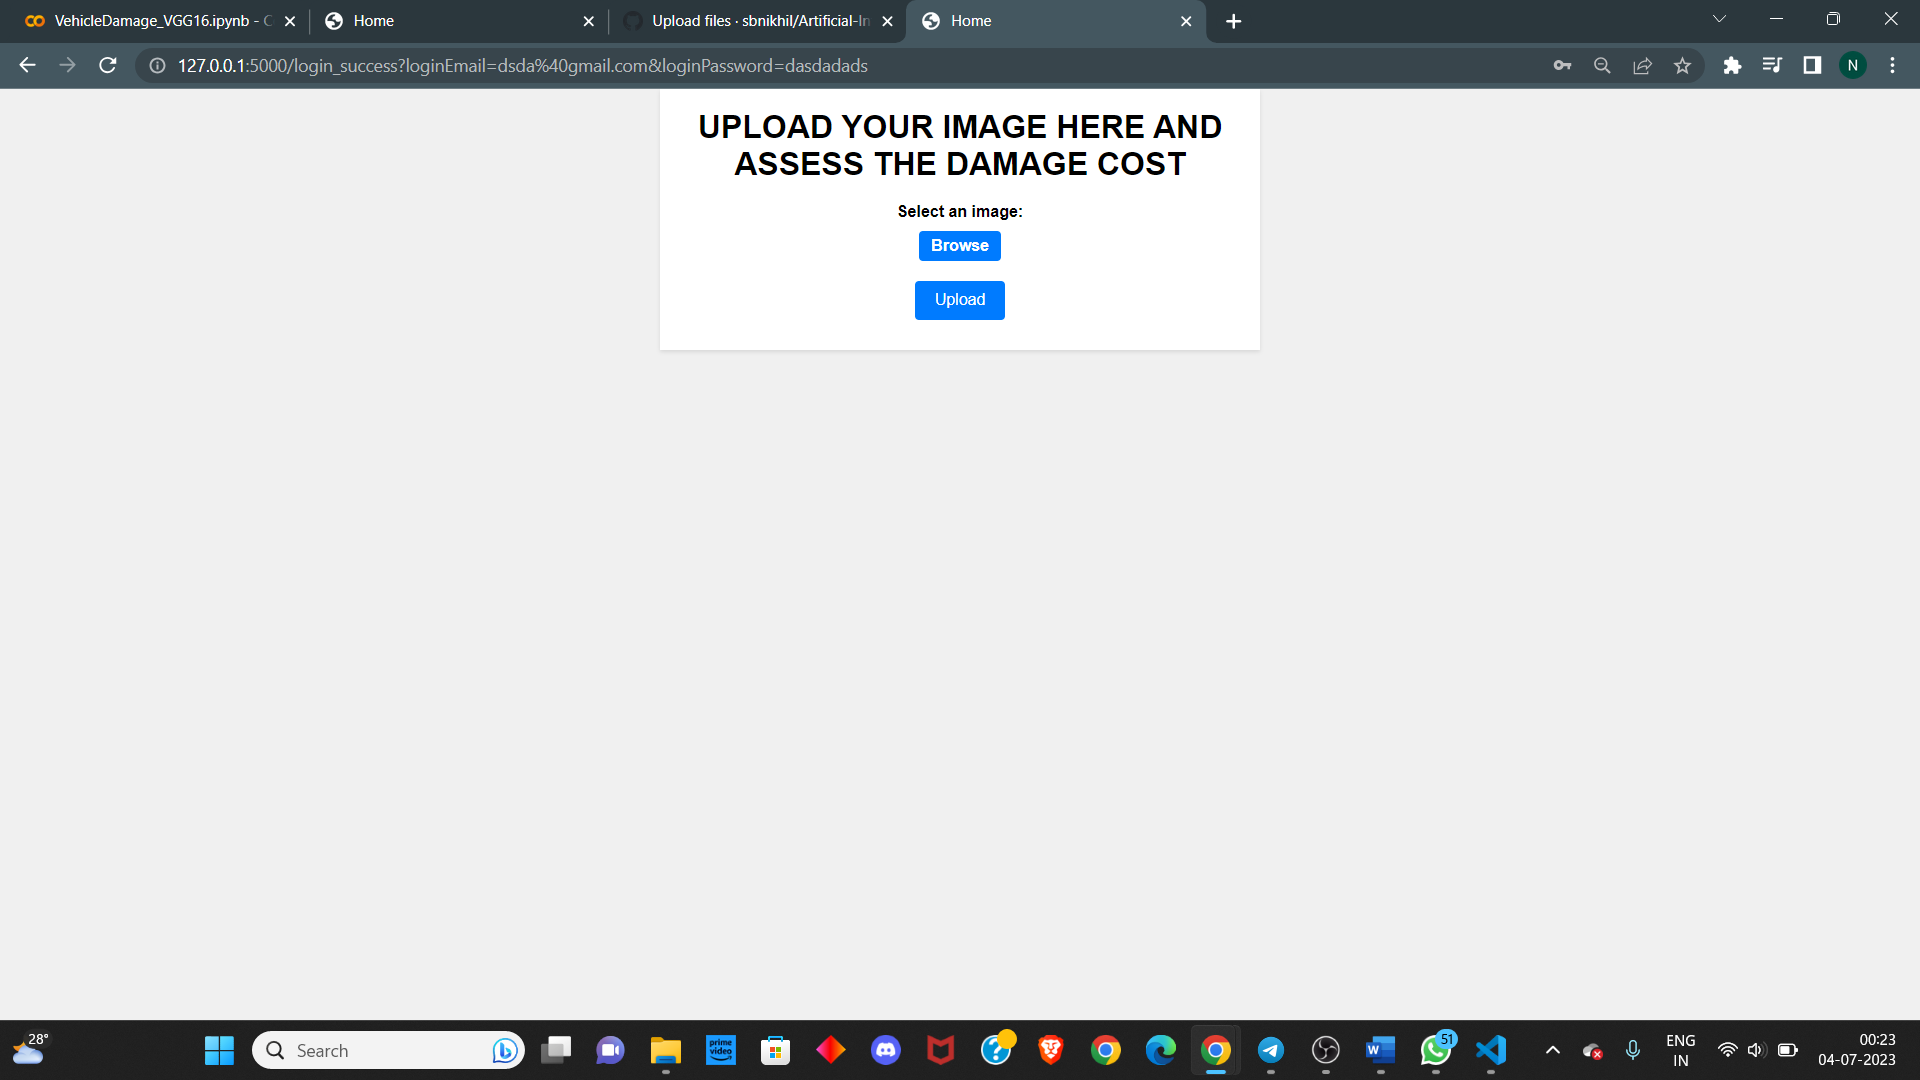 VehicleDamage_VGG16.ipynb - C
Home
Upload files · sbnikhil/Artificial-In
Home
127.0.0.1:5000/login_success?loginEmail=dsda%40gmail.com&loginPassword=dasdadads
N
UPLOAD YOUR IMAGE HERE AND
ASSESS THE DAMAGE COST
Select an image:
Browse
Upload
28°
Search
prime video
51
ENG
IN
00:23
04-07-2023